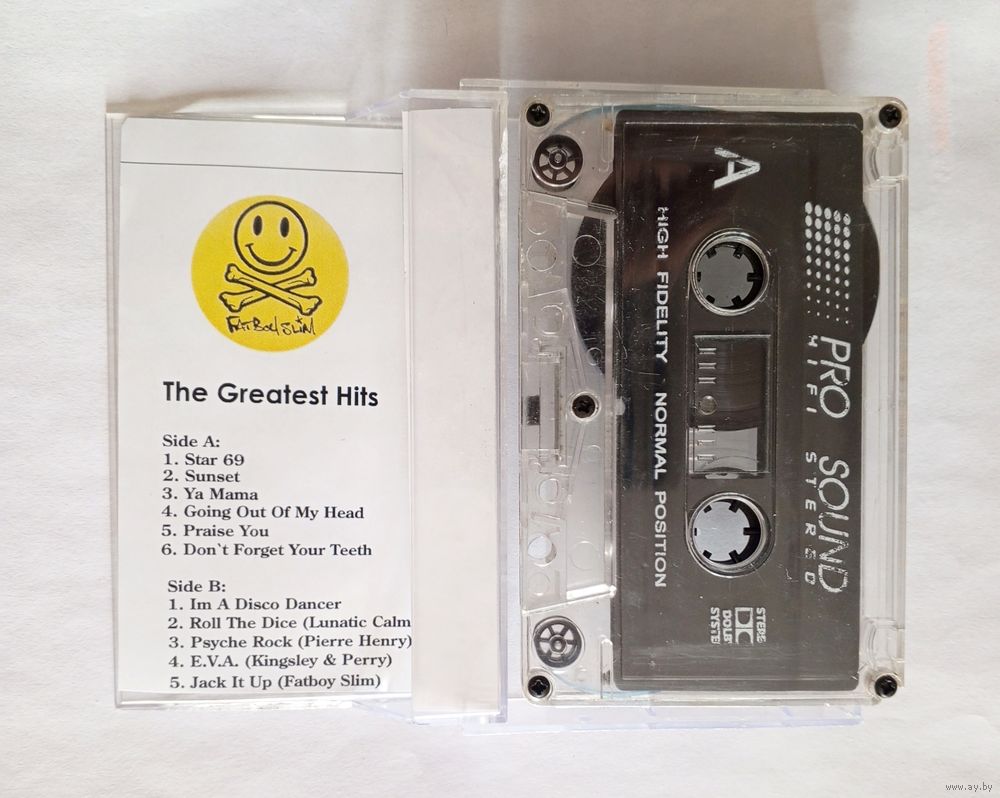 FATBOY SLIM
The Greatest Hits
Side A:
1. Star 69
2. Sunset
3. Ya Mama
4. Going Out Of My Head
5. Praise You
6. Don`t Forget Your Teeth
Side B:
1. Im A Disco Dancer
2. Roll The Dice (Lunatic Calm
3. Psyche Rock (Pierre Henry)
4. E.V.A. (Kingsley & Perry)
5. Jack It Up (Fatboy Slim)
A
PRO SOUND
HIFI STEREO
HIGH FIDELITY NORMAL POSITION
DOLB
SYSTE
www.ay.by